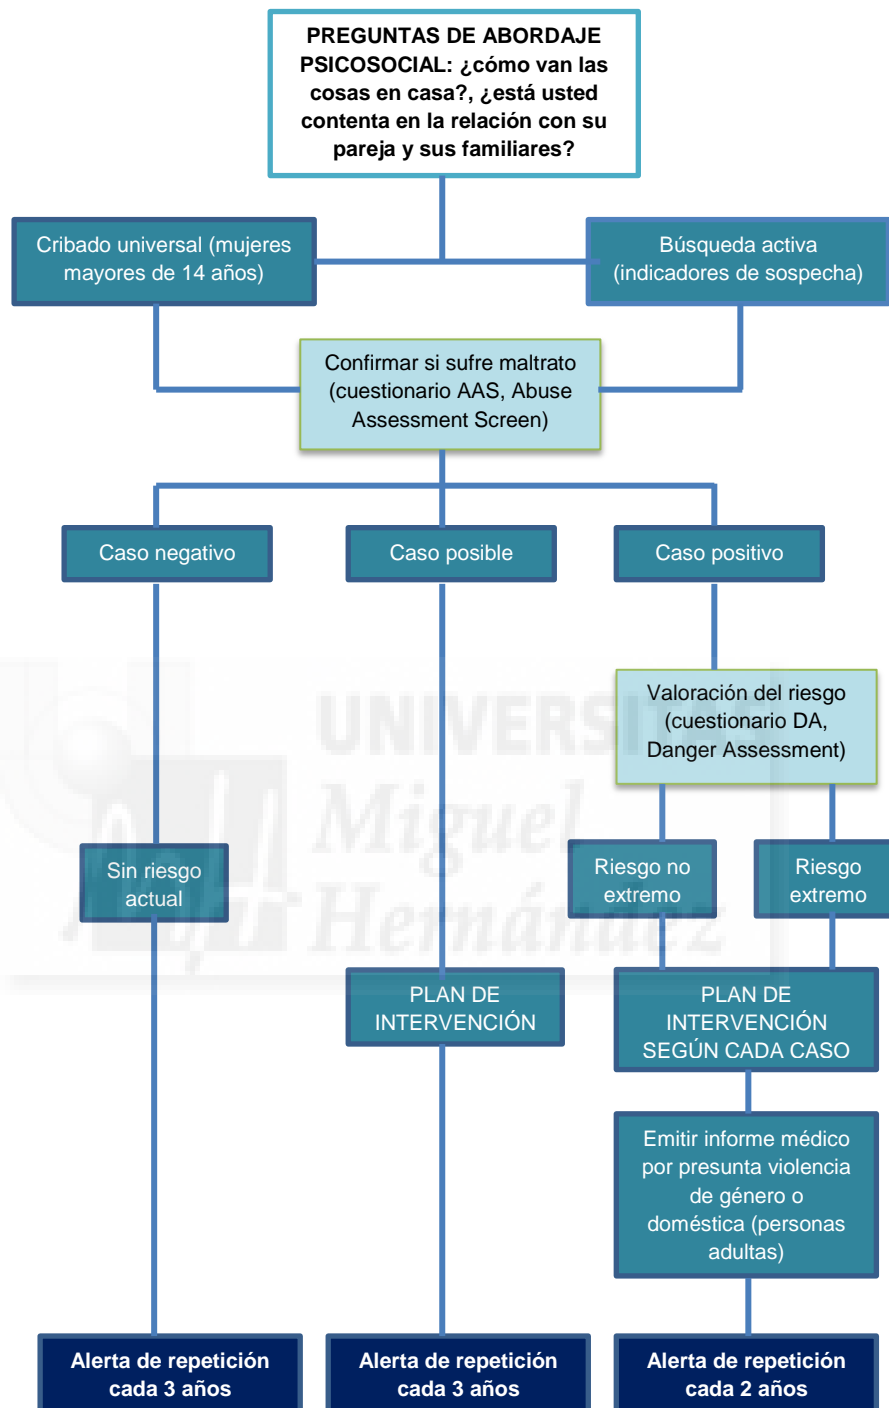 PREGUNTAS DE ABORDAJE
PSICOSOCIAL: ¿cómo van las
cosas en casa?, ¿está usted
contenta en la relación con su
pareja y sus familiares?
Cribado universal (mujeres
mayores de 14 años)
Búsqueda activa
(indicadores de sospecha)
Confirmar si sufre maltrato
(cuestionario AAS, Abuse
Assessment Screen)
Caso negativo
Caso posible
Caso positivo
Valoración del riesgo
(cuestionario DA,
Danger Assessment)
UNIVERSITAS
Miguel
Hernández
Sin riesgo
actual
Riesgo no
extremo
Riesgo
extremo
PLAN DE
INTERVENCIÓN
PLAN DE
INTERVENCIÓN
SEGÚN CADA CASO
Emitir informe médico
por presunta violencia
de género o
doméstica (personas
adultas)
Alerta de repetición
cada 3 años
Alerta de repetición
cada 3 años
Alerta de repetición
cada 2 años